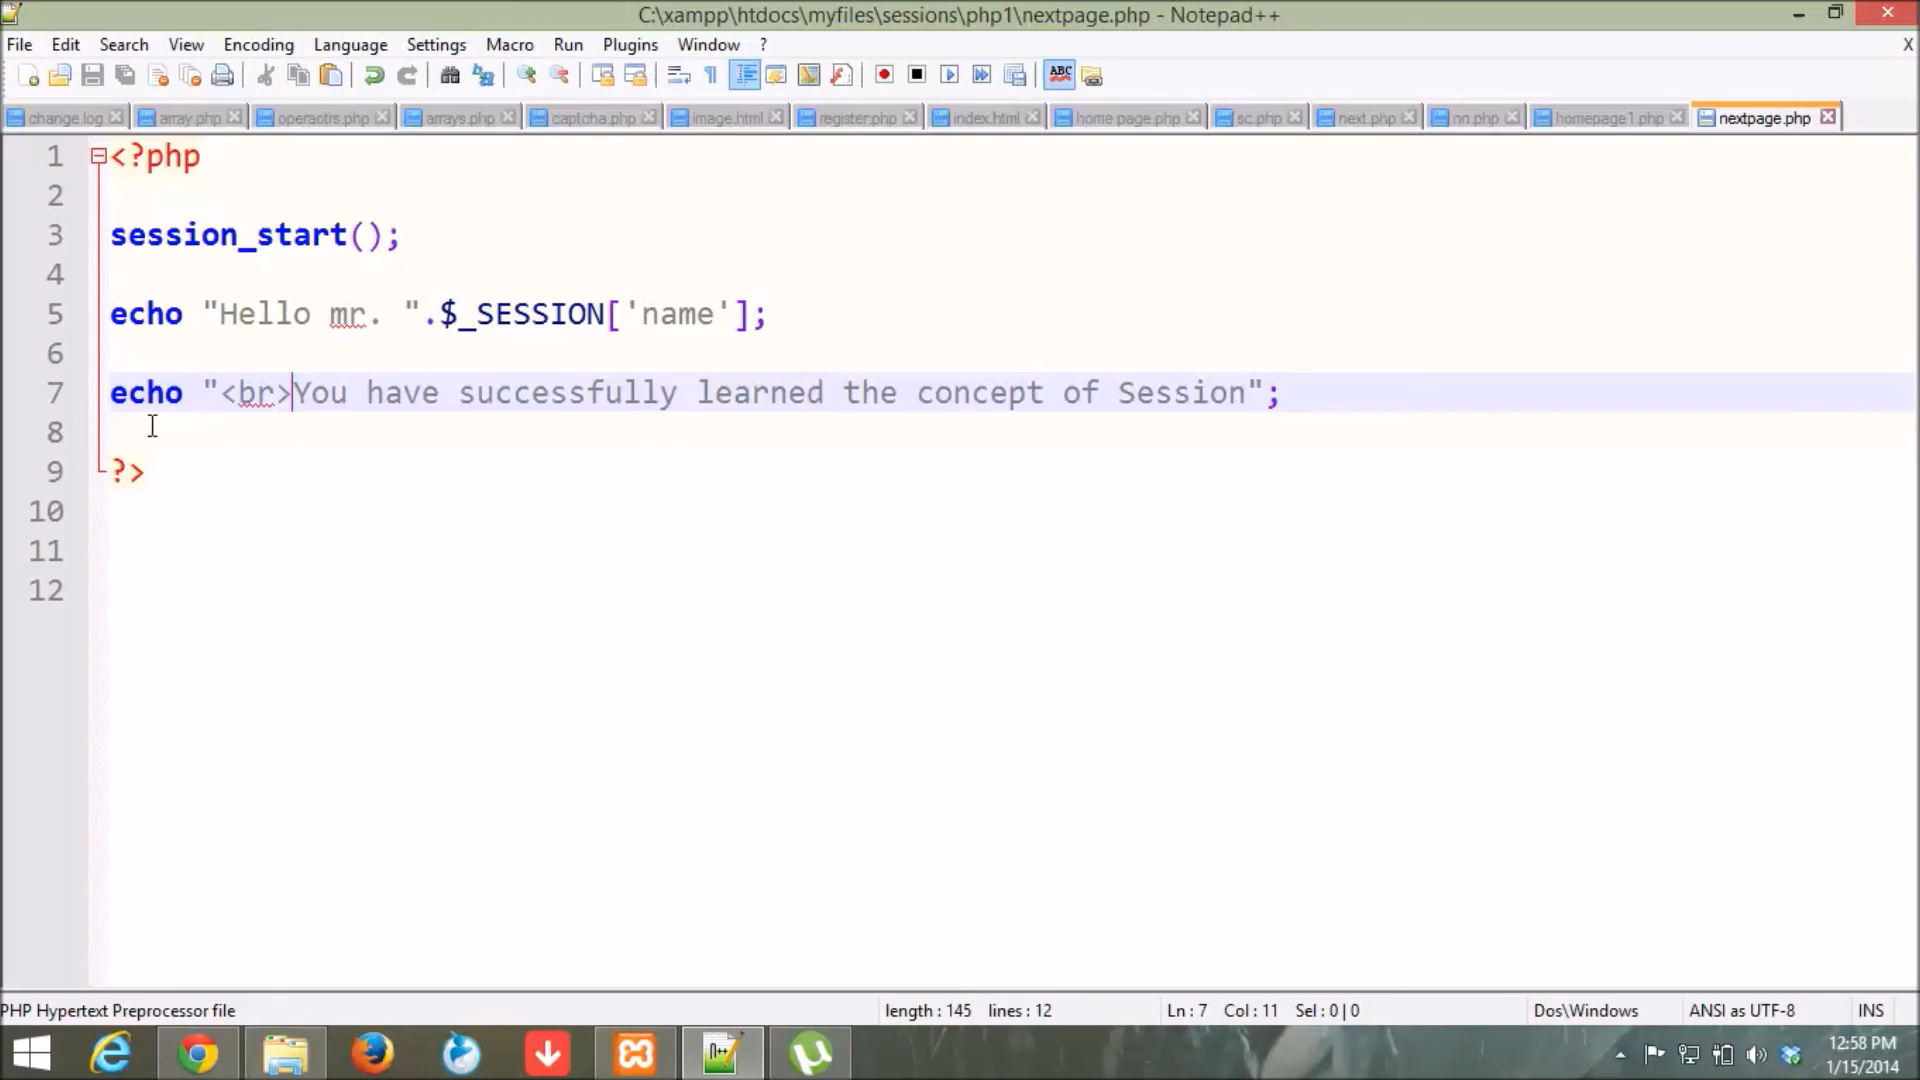 C:\xampp\htdocs\myfiles\sessions\php1\nextpage.php - Notepad++
File Edit Search View Encoding Language Settings Macro Run Plugins Window ? X
ABC
change.log array.php operaotrs.php arrays.php captcha.php image.html register.php index.html home page.php sc.php next.php nn.php homepage1.php nextpage.php
1 <?php
2
3 session_start();
4
5 echo "Hello mr. ".$_SESSION['name'];
6
7 echo "<br>You have successfully learned the concept of Session";
8
9 ?>
10
11
12
PHP Hypertext Preprocessor file length : 145 lines : 12 Ln : 7 Col : 11 Sel : 0 | 0 Dos\Windows ANSI as UTF-8 INS
12:58 PM
1/15/2014